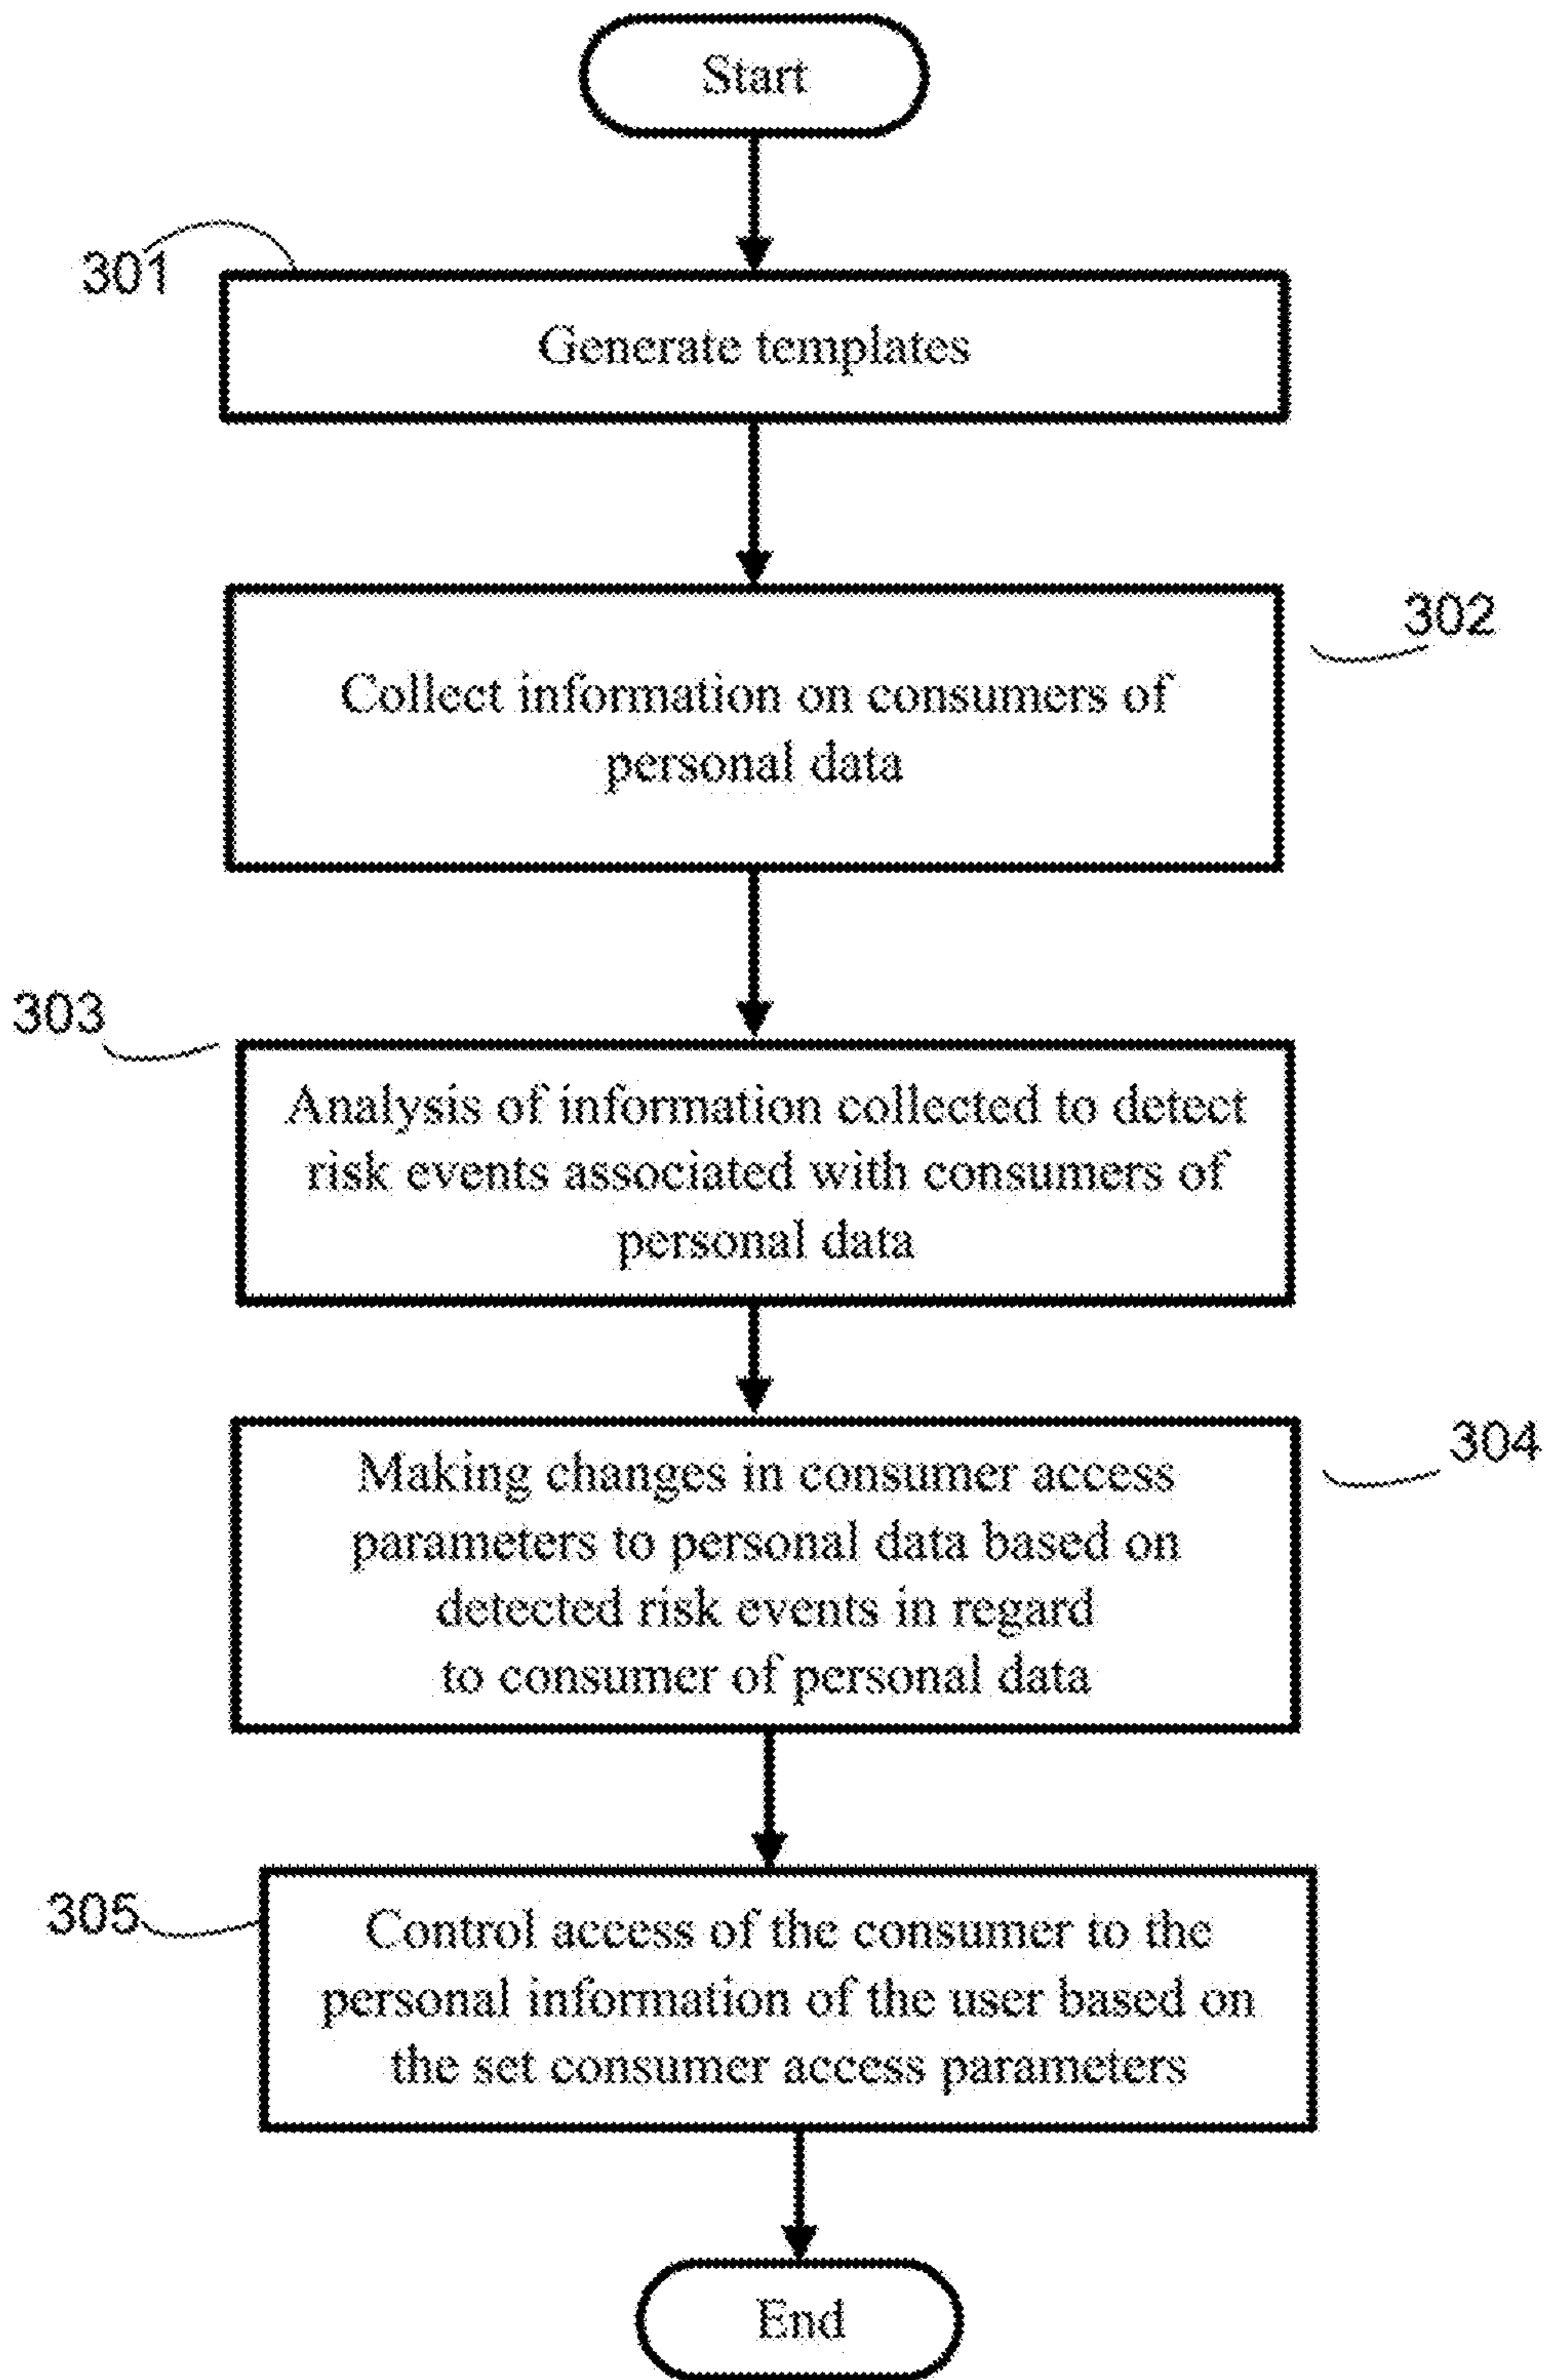 Start
301
Generate templates
302
Collect information on consumers of
personal data
303
Analysis of information collected to detect
risk events associated with consumers of
personal data
304
Making changes in consumer access
parameters to personal data based on
detected risk events in regard
to consumer of personal data
305
Control access of the consumer to the
personal information of the user based on
the set consumer access parameters
End